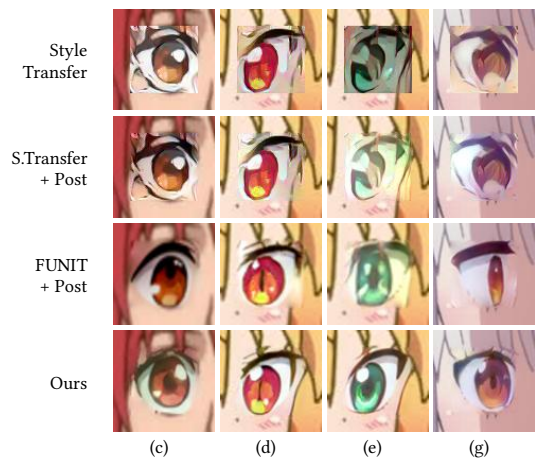 Style
Transfer
S.Transfer
+ Post
FUNIT
+ Post
Ours
(c) (d) (e) (g)